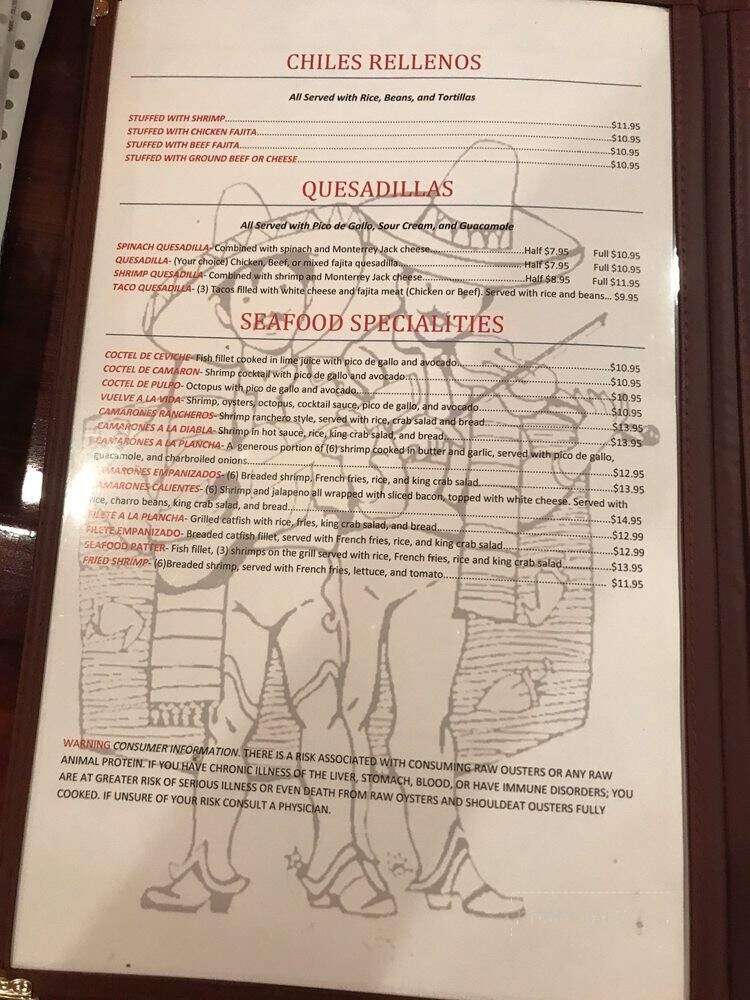 CHILES RELLENOS
All Served with Rice, Beans, and Tortillas
STUFFED WITH SHRIMP....................$11.95
STUFFED WITH CHICKEN FAJITA....................$10.95
STUFFED WITH BEEF FAJITA....................$10.95
STUFFED WITH GROUND BEEF OR CHEESE....................$10.95
QUESADILLAS
All Served with Pico de Gallo, Sour Cream, and Guacamole
SPINACH QUESADILLA- Combined with spinach and Monterrey Jack cheese....................Half $7.95 Full $10.95
QUESADILLA- (Your choice) Chicken, Beef, or mixed fajita quesadilla....................Half $7.95 Full $10.95
SHRIMP QUESADILLA- Combined with shrimp and Monterrey Jack cheese....................Half $8.95 Full $11.95
TACO QUESADILLA- (3) Tacos filled with white cheese and fajita meat (Chicken or Beef). Served with rice and beans... $9.95
SEAFOOD SPECIALITIES
COCTEL DE CEVICHE- Fish fillet cooked in lime juice with pico de gallo and avocado....................$10.95
COCTEL DE CAMARON- Shrimp cocktail with pico de gallo and avocado....................$10.95
COCTEL DE PULPO- Octopus with pico de gallo and avocado....................$10.95
VUELVE A LA VIDA- Shrimp, oysters, octopus, cocktail sauce, pico de gallo, and avocado....................$10.95
CAMARONES RANCHEROS- Shrimp ranchero style, served with rice, crab salad and bread....................$13.95
CAMARONES A LA DIABLA- Shrimp in hot sauce, rice, king crab salad, and bread....................$13.95
CAMARONES A LA PLANCHA- A generous portion of (6) shrimp cooked in butter and garlic, served with pico de gallo,
guacamole, and charbroiled onions....................$12.95
CAMARONES EMPANIZADOS- (6) Breaded shrimp, French fries, rice, and king crab salad....................$13.95
CAMARONES CALIENTES- (6) Shrimp and jalapeno all wrapped with sliced bacon, topped with white cheese. Served with
rice, charro beans, king crab salad, and bread....................$14.95
FILETE A LA PLANCHA- Grilled catfish with rice, fries, king crab salad, and bread....................$12.99
FILETE EMPANIZADO- Breaded catfish fillet, served with French fries, rice, and king crab salad....................$12.99
SEAFOOD PATTER- Fish fillet, (3) shrimps on the grill served with rice, French fries, rice and king crab salad....................$13.95
FRIED SHRIMP- (6)Breaded shrimp, served with French fries, lettuce, and tomato....................$11.95
WARNING CONSUMER INFORMATION. THERE IS A RISK ASSOCIATED WITH CONSUMING RAW OUSTERS OR ANY RAW
ANIMAL PROTEIN. IF YOU HAVE CHRONIC ILLNESS OF THE LIVER, STOMACH, BLOOD, OR HAVE IMMUNE DISORDERS; YOU
ARE AT GREATER RISK OF SERIOUS ILLNESS OR EVEN DEATH FROM RAW OYSTERS AND SHOULDEAT OUSTERS FULLY
COOKED. IF UNSURE OF YOUR RISK CONSULT A PHYSICIAN.